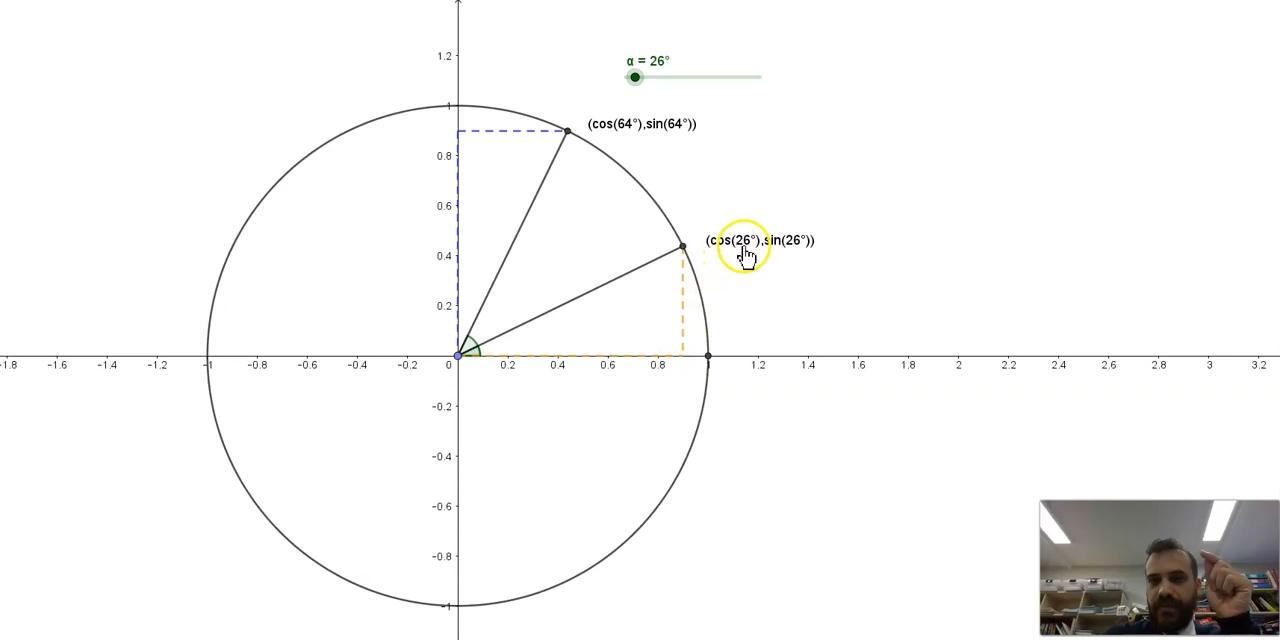 1.2
α = 26°
1
(cos(64°),sin(64°))
0.8
0.6
(cos(26°),sin(26°))
0.4
0.2
-1.8 -1.6 -1.4 -1.2 -1 -0.8 -0.6 -0.4 -0.2 0 0.2 0.4 0.6 0.8 1 1.2 1.4 1.6 1.8 2 2.2 2.4 2.6 2.8 3 3.2
-0.2
-0.4
-0.6
-0.8
-1